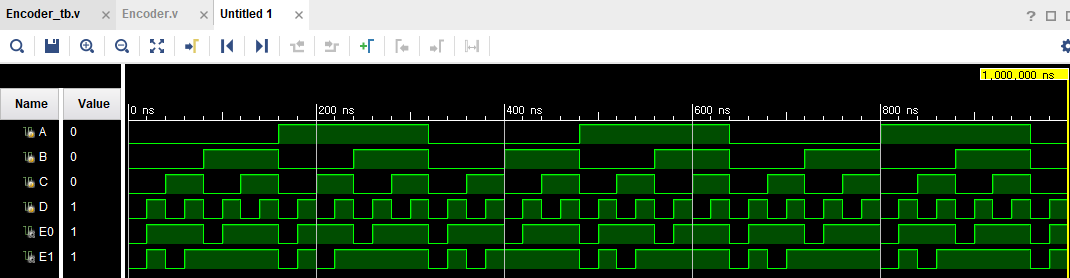 Encoder_tb.v × Encoder.v × Untitled 1 ×
?
1,000,000 ns
Name Value
0 ns 200 ns 400 ns 600 ns 800 ns
A 0
B 0
C 0
D 1
E0 1
E1 1